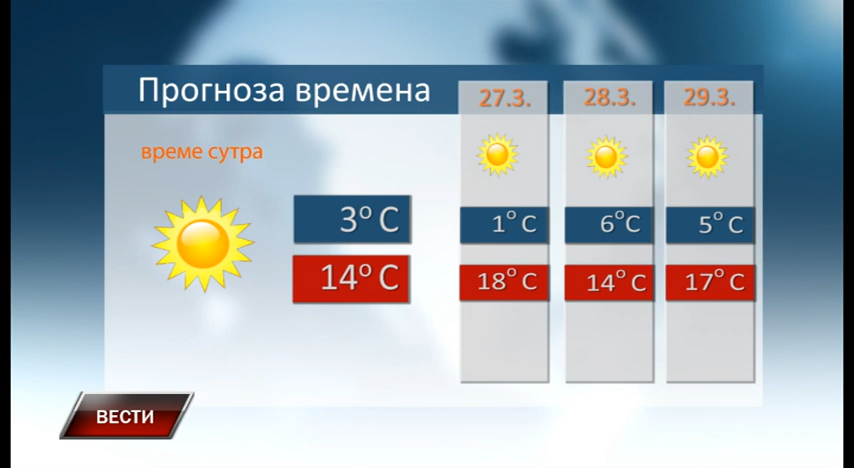 Прогноза времена
време сутра
3° C
14° C
27.3.
1° C
18° C
28.3.
6°C
14° C
29.3.
5° C
17° C
ВЕСТИ